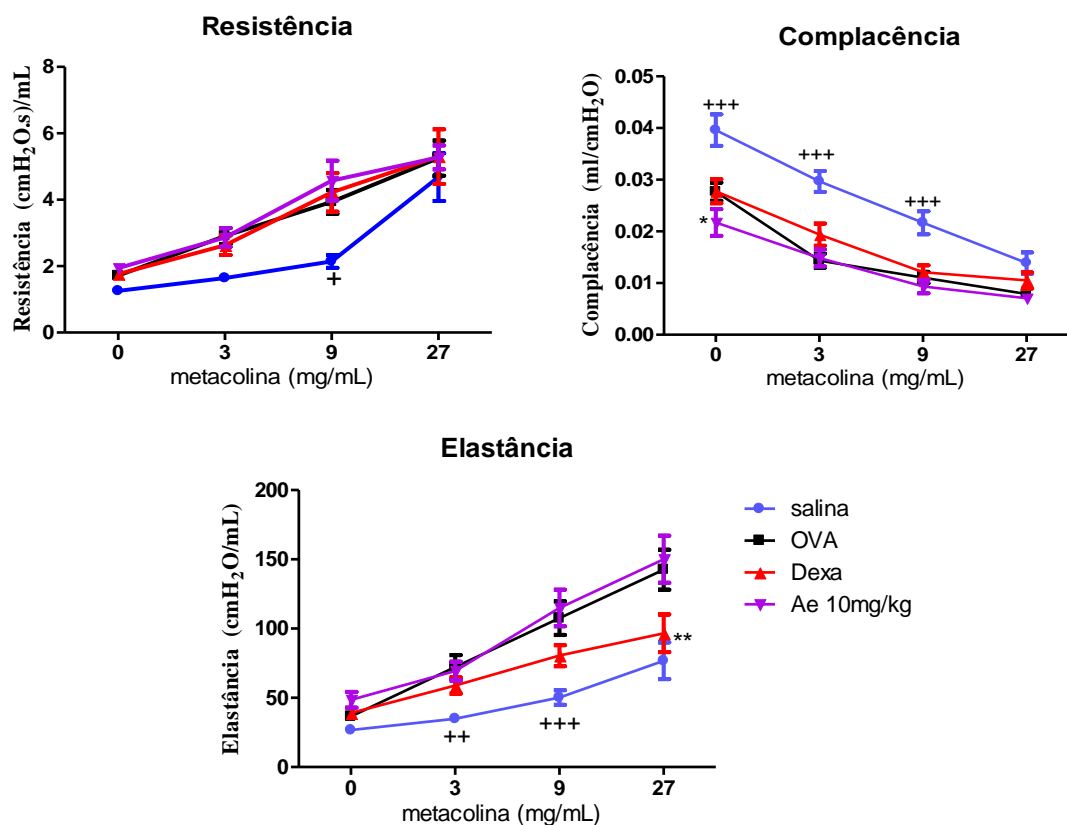 Resistência
Resistência (cmH2O.s)/mL
8
6
4
2
0
+
0 3 9 27
metacolina (mg/mL)
Complacência
Complacência (ml/cmH2O)
0.05
0.04
0.03
0.02
0.01
0.00
+++
+++
+++
*
0 3 9 27
metacolina (mg/mL)
Elastância
Elastância (cmH2O/mL)
200
150
100
50
0
++
+++
**
0 3 9 27
metacolina (mg/mL)
salina
OVA
Dexa
Ae 10mg/kg